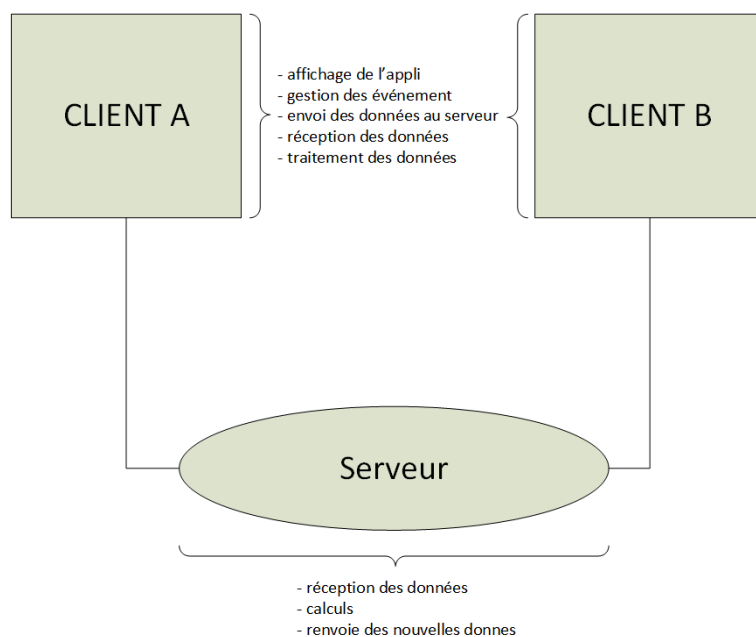 CLIENT A
- affichage de l'appli
- gestion des événement
- envoi des données au serveur
- réception des données
- traitement des données
CLIENT B
Serveur
- réception des données
- calculs
- renvoie des nouvelles donnes